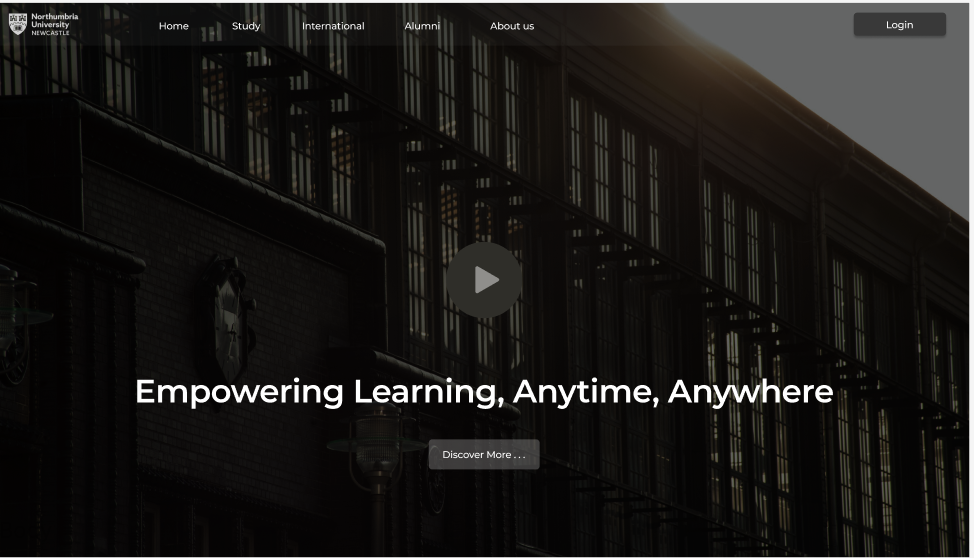 Northumbria
University
NEWCASTLE
Home Study International Alumni About us
Login
Empowering Learning, Anytime, Anywhere
Discover More . . .